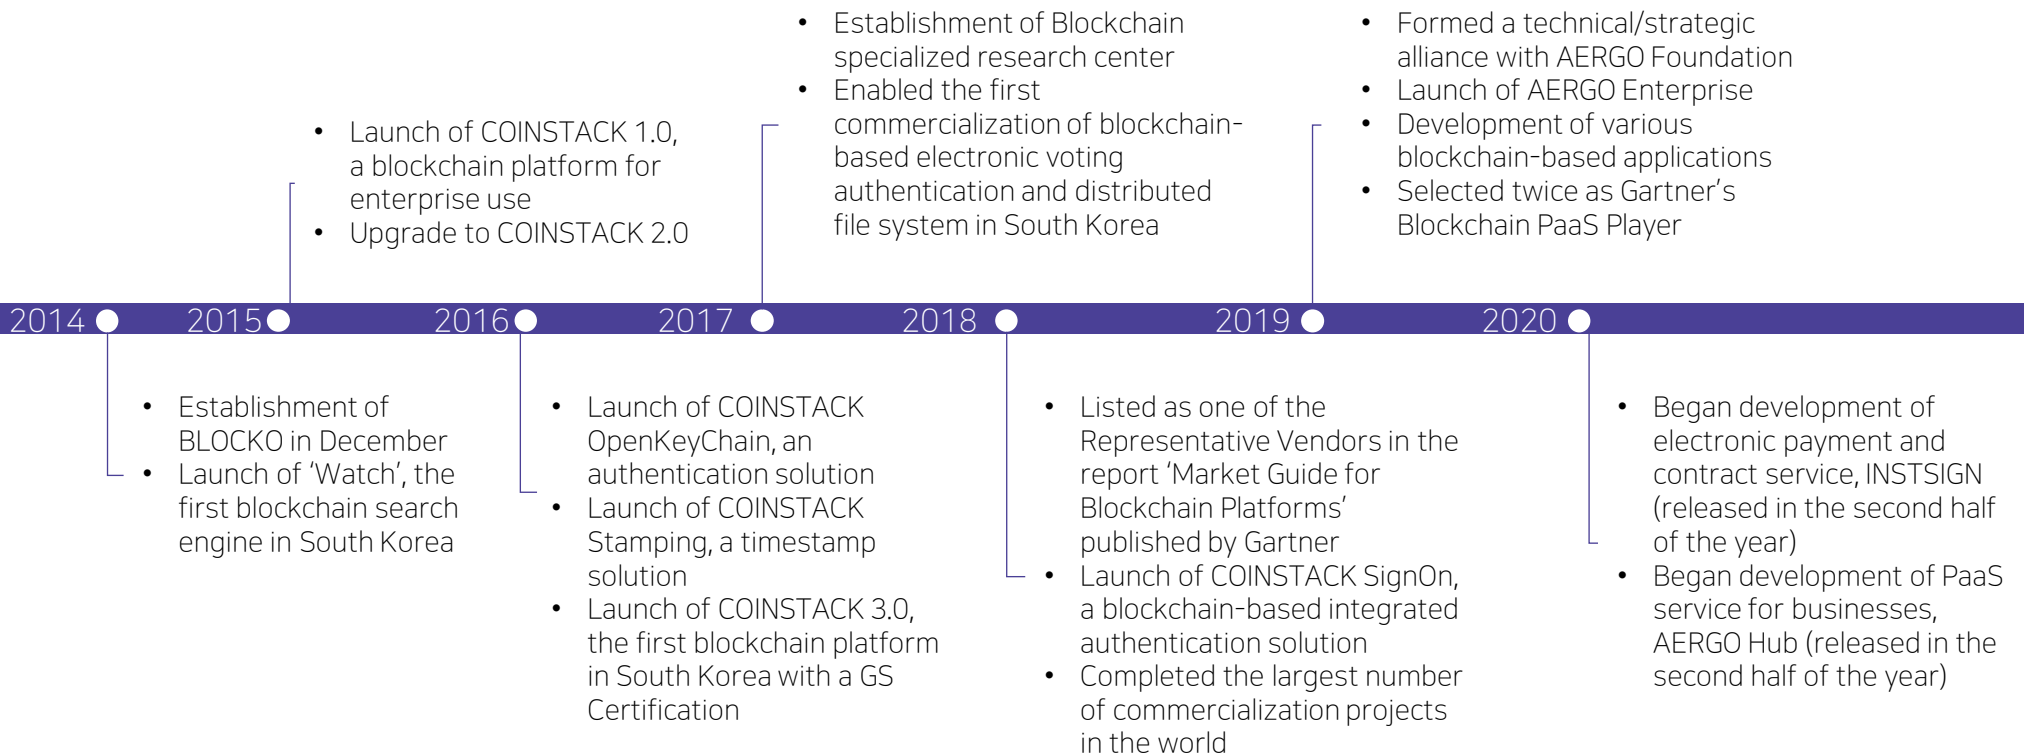 • Establishment of Blockchain
specialized research center
• Enabled the first
commercialization of blockchain-
based electronic voting
authentication and distributed
file system in South Korea
• Formed a technical/strategic
alliance with AERGO Foundation
• Launch of AERGO Enterprise
• Development of various
blockchain-based applications
• Selected twice as Gartner's
Blockchain PaaS Player
• Launch of COINSTACK 1.0,
a blockchain platform for
enterprise use
• Upgrade to COINSTACK 2.0
2014 2015 2016 2017 2018 2019 2020
• Establishment of
BLOCKO in December
• Launch of ‘Watch’, the
first blockchain search
engine in South Korea
• Launch of COINSTACK
OpenKeyChain, an
authentication solution
• Launch of COINSTACK
Stamping, a timestamp
solution
• Launch of COINSTACK 3.0,
the first blockchain platform
in South Korea with a GS
Certification
• Listed as one of the
Representative Vendors in the
report ‘Market Guide for
Blockchain Platforms’
published by Gartner
• Launch of COINSTACK SignOn,
a blockchain-based integrated
authentication solution
• Completed the largest number
of commercialization projects
in the world
• Began development of
electronic payment and
contract service, INSTSIGN
(released in the second half
of the year)
• Began development of PaaS
service for businesses,
AERGO Hub (released in the
second half of the year)